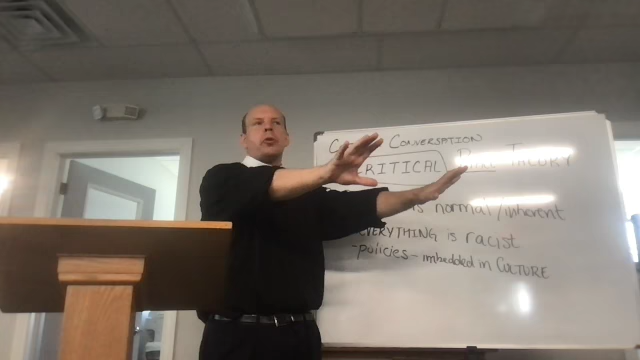 CONVERSATION
CRITICAL RACE THEORY
is normal/inherent
EVERYTHING is racist
-policies - imbedded in CULTURE